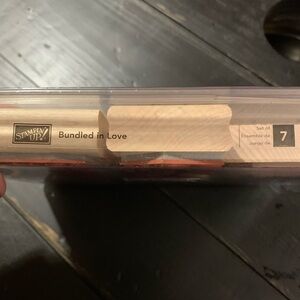 STAMPIN' UP!
Bundled in Love
Set of
Ensemble de
Juego de
7